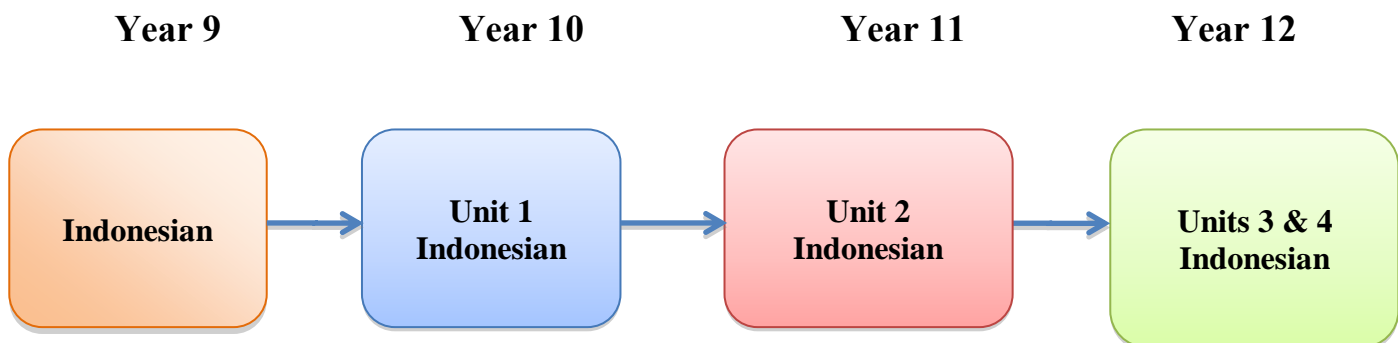 Year 9
Year 10
Year 11
Year 12
Indonesian
Unit 1
Indonesian
Unit 2
Indonesian
Units 3 & 4
Indonesian